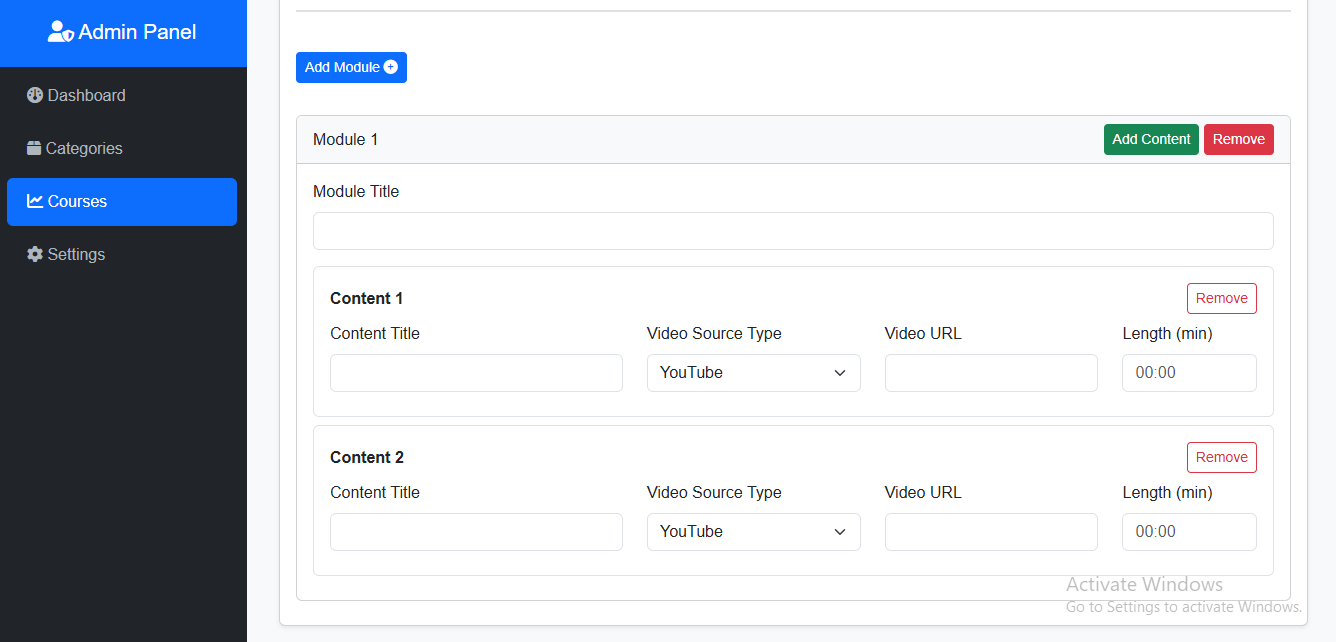 Admin Panel
Dashboard
Categories
Courses
Settings
Add Module
Module 1
Add Content
Remove
Module Title
Content 1
Remove
Content Title
Video Source Type
Video URL
Length (min)
YouTube
00:00
Content 2
Remove
Content Title
Video Source Type
Video URL
Length (min)
YouTube
00:00
Activate Windows
Go to Settings to activate Windows.